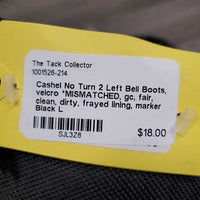 The Tack Collector
1001526-214
Cashel No Turn 2 Left Bell Boots,
velcro *MISMATCHED, gc, fair,
clean, dirty, frayed lining, marker
Black L
$18.00
SJL3Z6